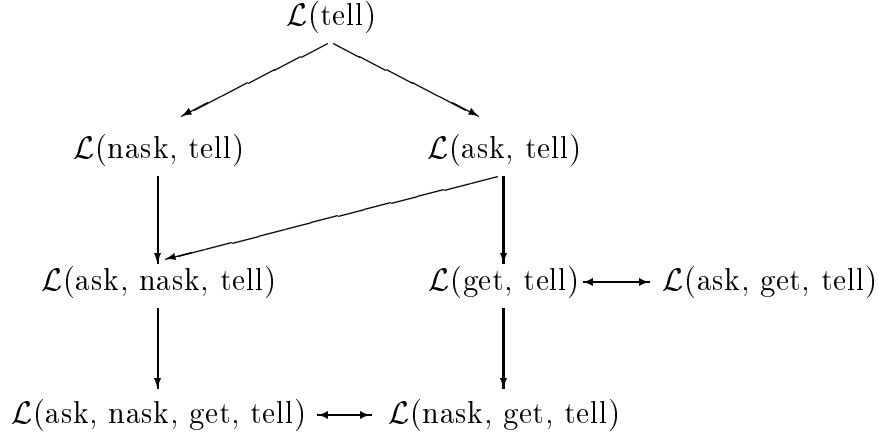 ℒ(tell)
ℒ(nask, tell) ℒ(ask, tell)
ℒ(ask, nask, tell) ℒ(get, tell) ℒ(ask, get, tell)
ℒ(ask, nask, get, tell) ℒ(nask, get, tell)